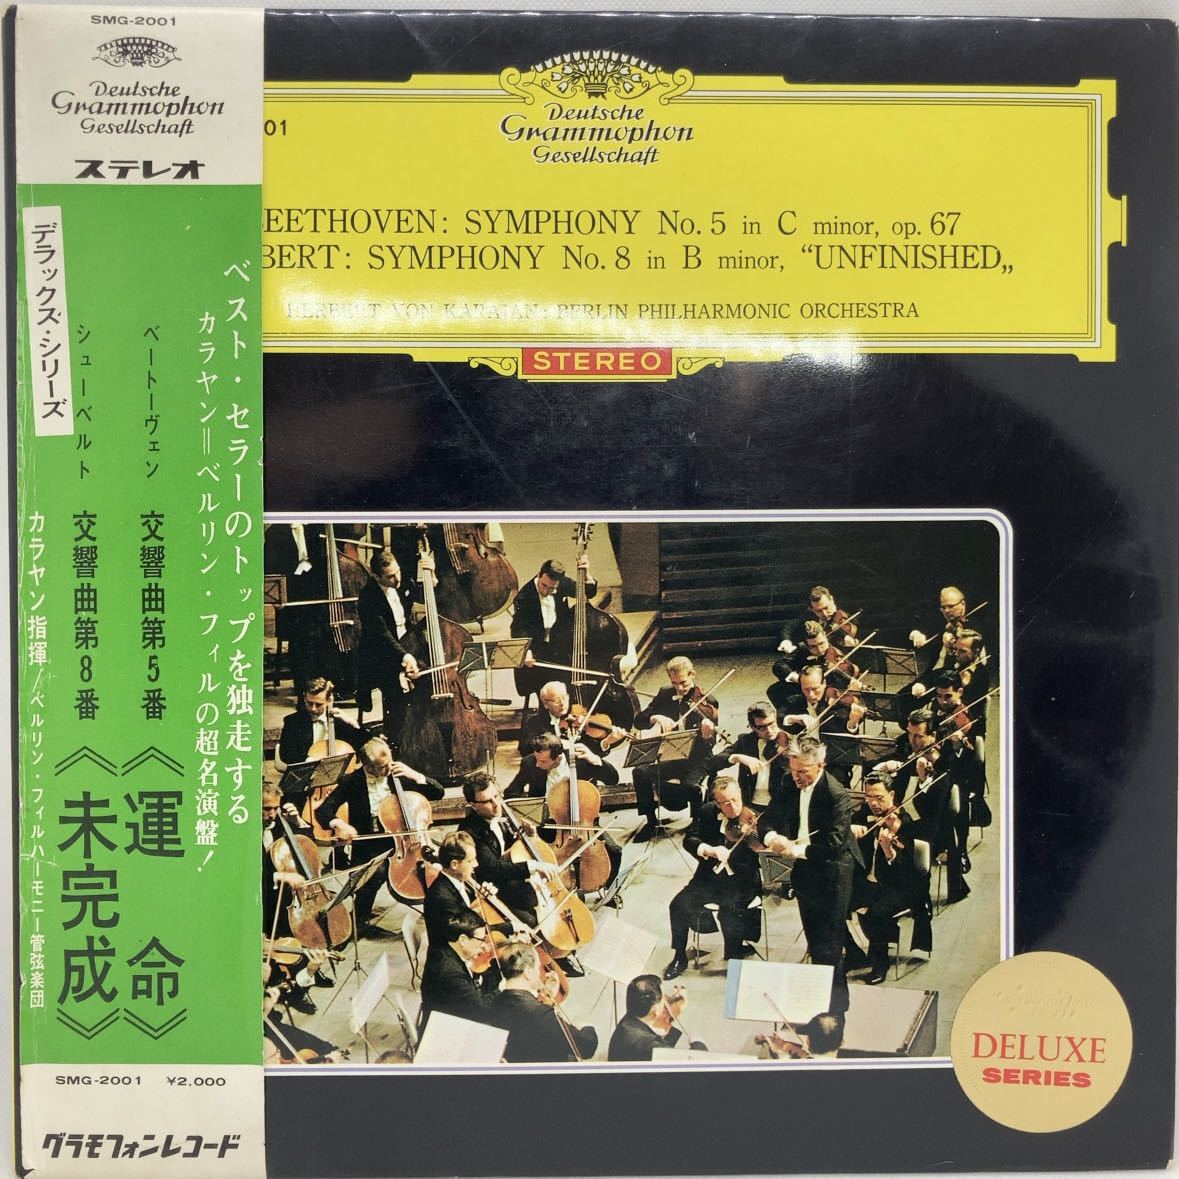 SMG-2001
Deutsche
Grammophon
Gesellschaft
ステレオ
デラックス・シリーズ
ベスト・セラーのトップを独走する
カラヤン=ベルリン・フィルの超名演盤!
ベートーヴェン 交響曲第5番《運命》
シューベルト 交響曲第8番《未完成》
カラヤン指揮/ベルリン・フィルハーモニー管弦楽団
SMG-2001 ¥2,000
グラモフォンレコード
01
Deutsche
Grammophon
Gesellschaft
EETHOVEN: SYMPHONY No. 5 in C minor, op. 67
BERT: SYMPHONY No. 8 in B minor, “UNFINISHED„
HERBERT VON KARAJAN: BERLIN PHILHARMONIC ORCHESTRA
STEREO
DELUXE
SERIES